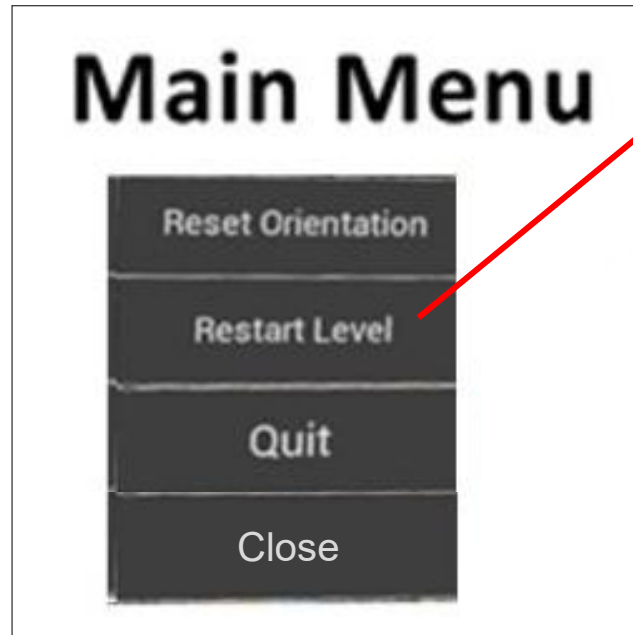 Main Menu
Reset Orientation
Restart Level
Quit
Close